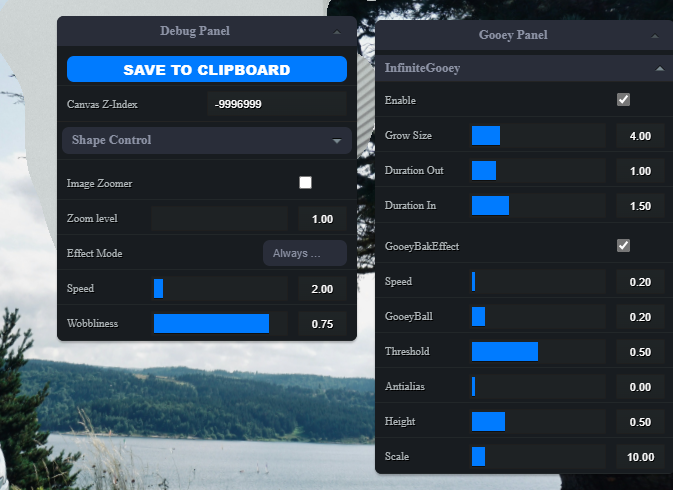 Debug Panel
SAVE TO CLIPBOARD
Canvas Z-Index -9996999
Shape Control
Image Zoomer
Zoom level 1.00
Effect Mode Always ...
Speed 2.00
Wobbliness 0.75
Gooey Panel
InfiniteGooey
Enable
Grow Size 4.00
Duration Out 1.00
Duration In 1.50
GooeyBakEffect
Speed 0.20
GooeyBall 0.20
Threshold 0.50
Antialias 0.00
Height 0.50
Scale 10.00